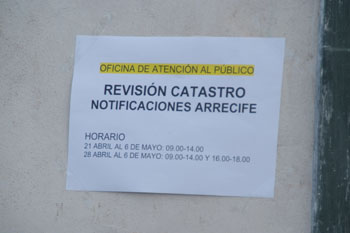 OFICINA DE ATENCIÓN AL PÚBLICO
REVISIÓN CATASTRO
NOTIFICACIONES ARRECIFE
HORARIO
21 ABRIL AL 6 DE MAYO: 09.00-14.00
28 ABRIL AL 6 DE MAYO: 09.00-14.00 Y 16.00-18.00